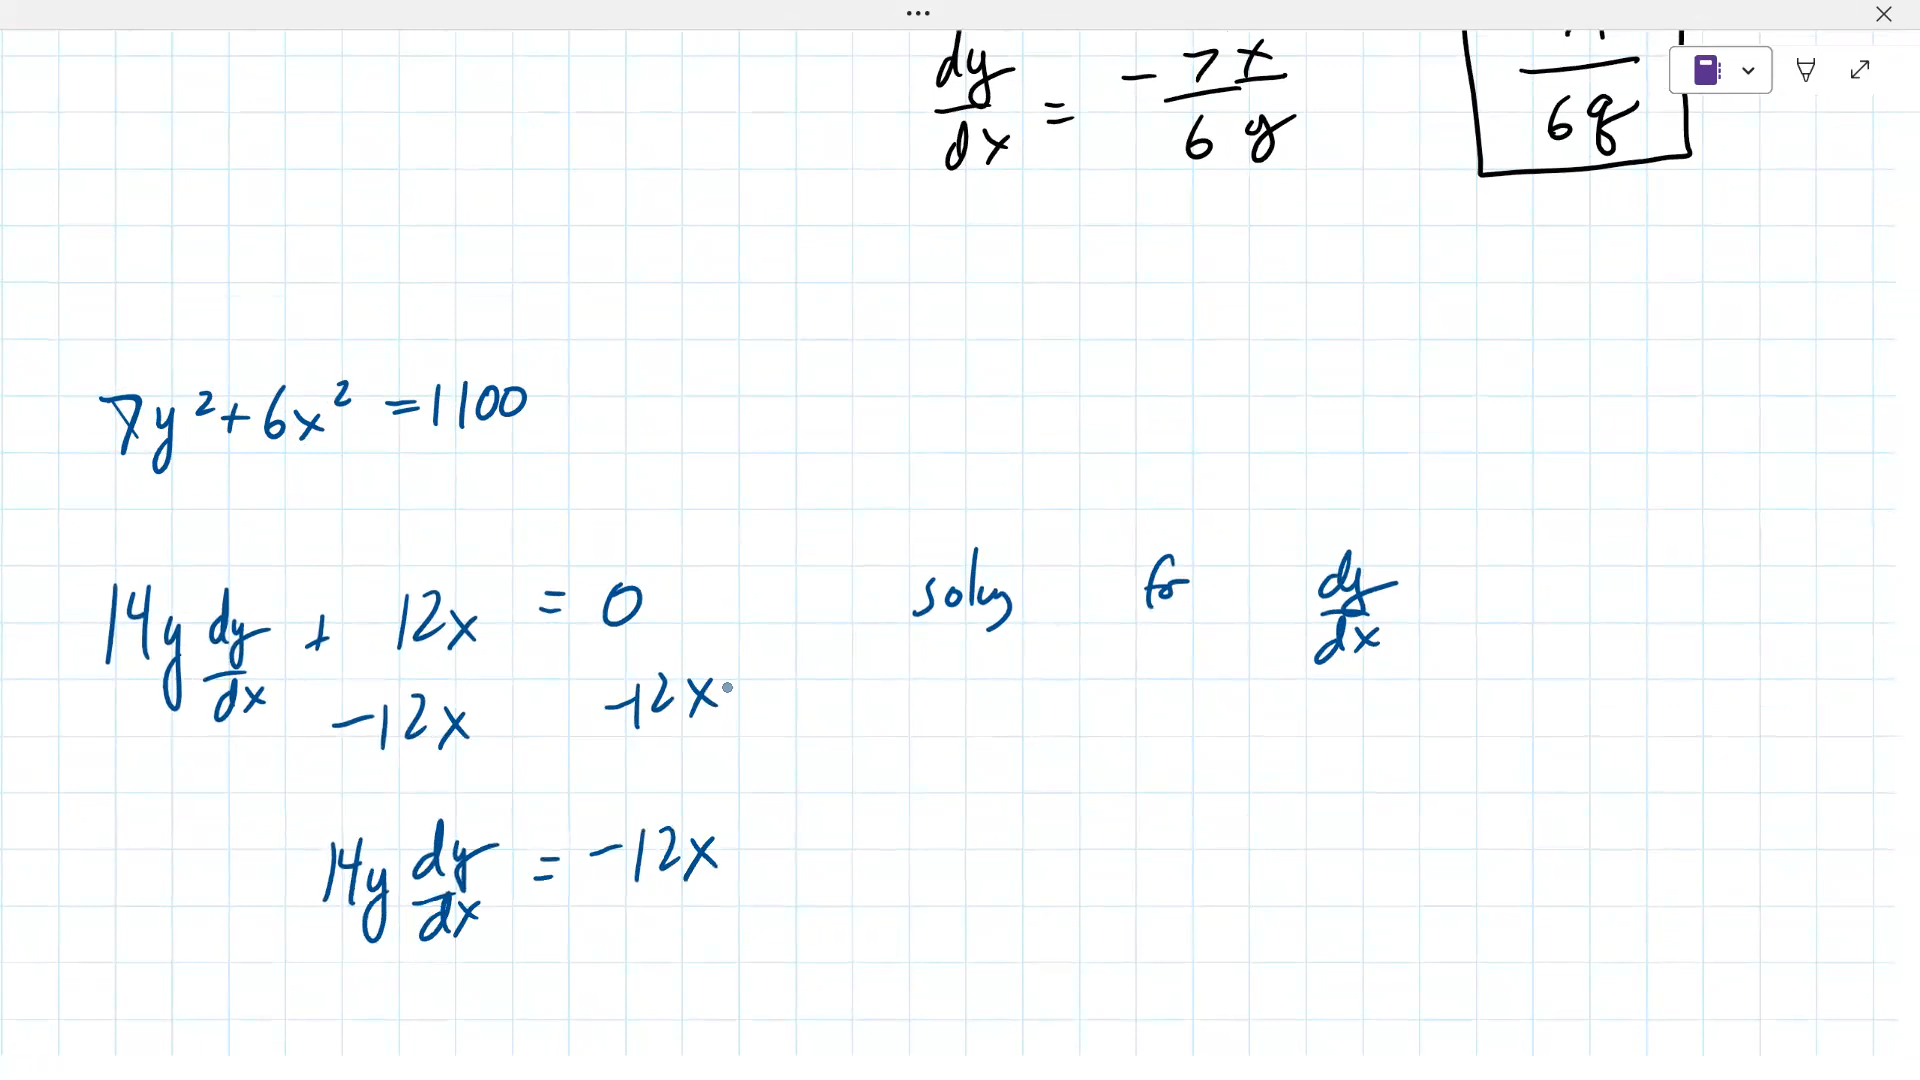 dy/dx = - 7x/6y
6y
7y² + 6x² = 1100
14y dy/dx + 12x = 0 solving for dy/dx
-12x -12x
14y dy/dx = -12x